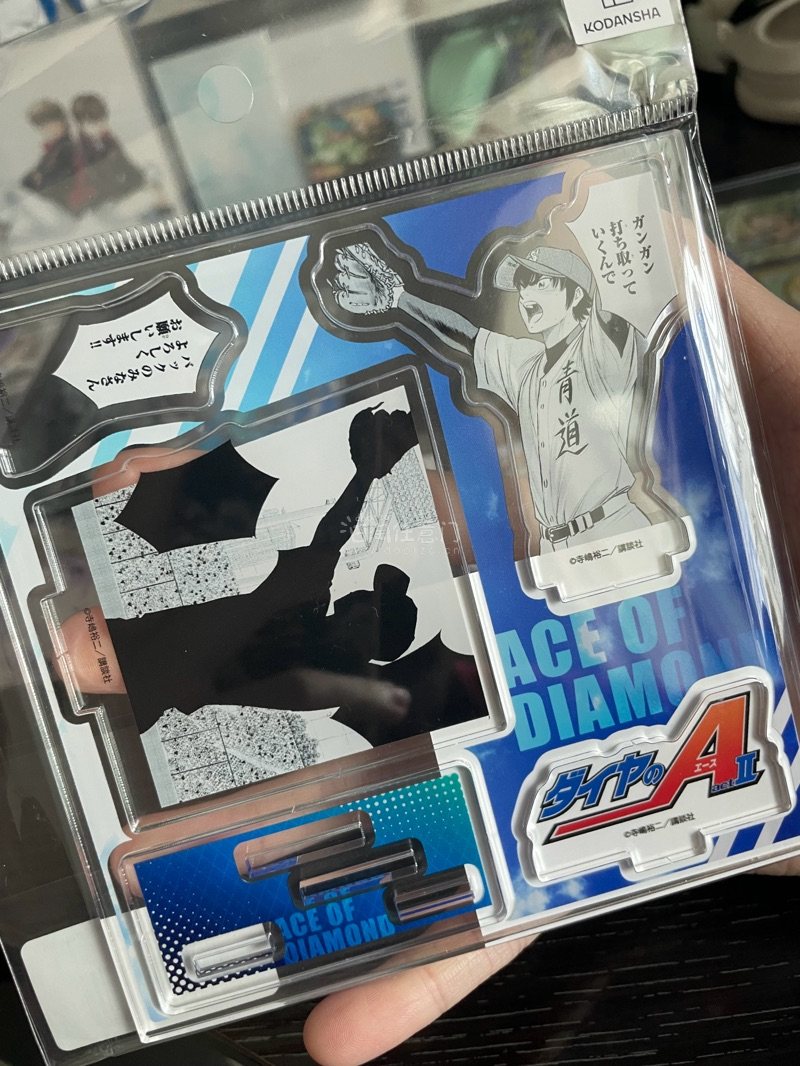 KODANSHA
ガンガン
打ち取って
いくんで
バックのみなさん
よろしく
お願いします!!
青道
©寺嶋裕二/講談社
©寺嶋裕二/講談社
ACE OF
DIAMOND
ダイヤのA
エース
actII
©寺嶋裕二/講談社
ACE OF
DIAMOND